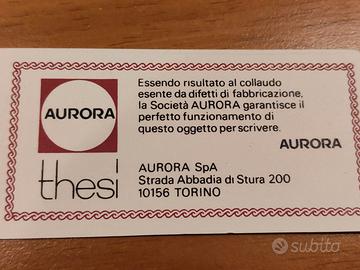 Essendo risultato al collaudo
esente da difetti di fabbricazione,
la Società AURORA garantisce il
perfetto funzionamento di
questo oggetto per scrivere.
AURORA
AURORA
thesi
AURORA SpA
Strada Abbadia di Stura 200
10156 TORINO
subito